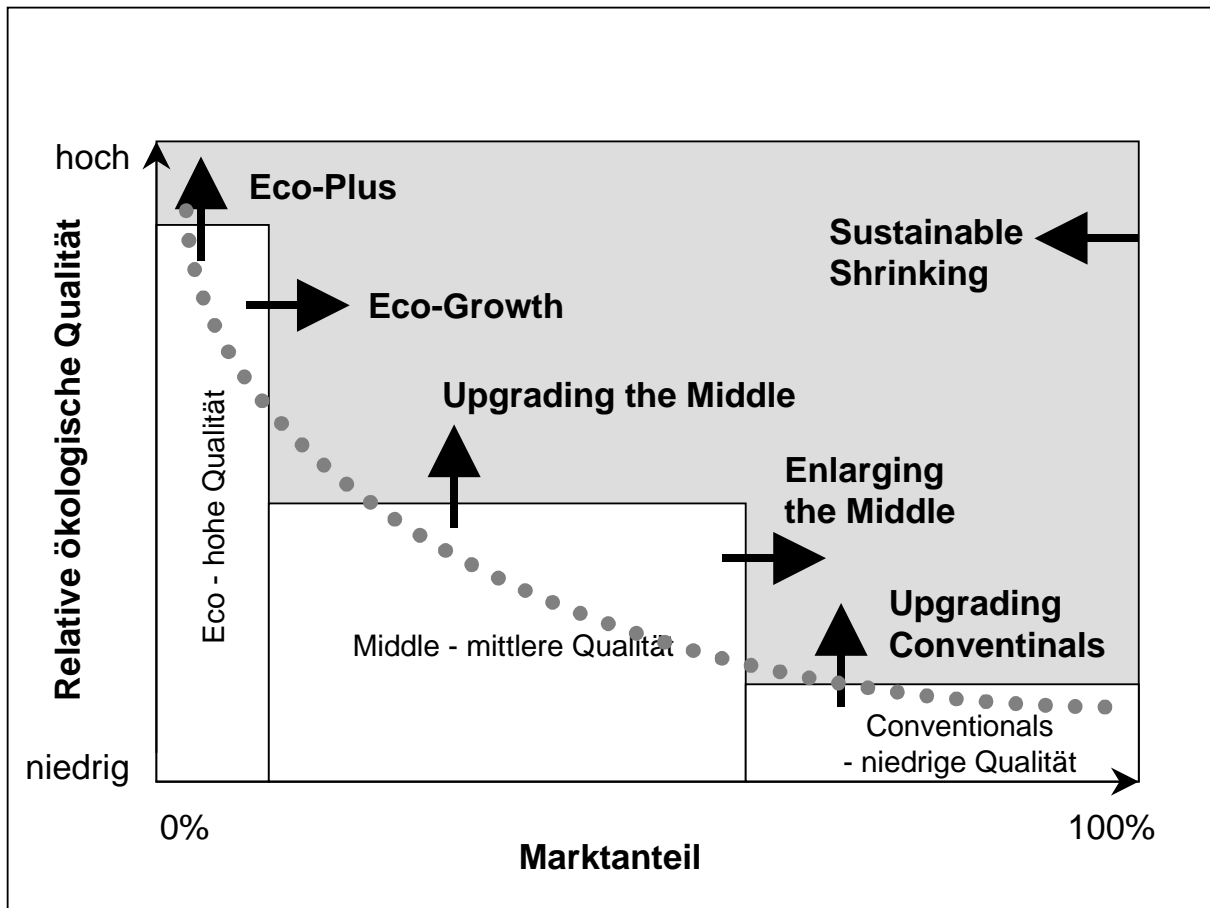 hoch
Eco-Plus
Sustainable
Shrinking
Eco-Growth
Upgrading the Middle
Enlarging
the Middle
Upgrading
Conventinals
Relative ökologische Qualität
Eco - hohe Qualität
Middle - mittlere Qualität
Conventionals
- niedrige Qualität
niedrig
0%
100%
Marktanteil